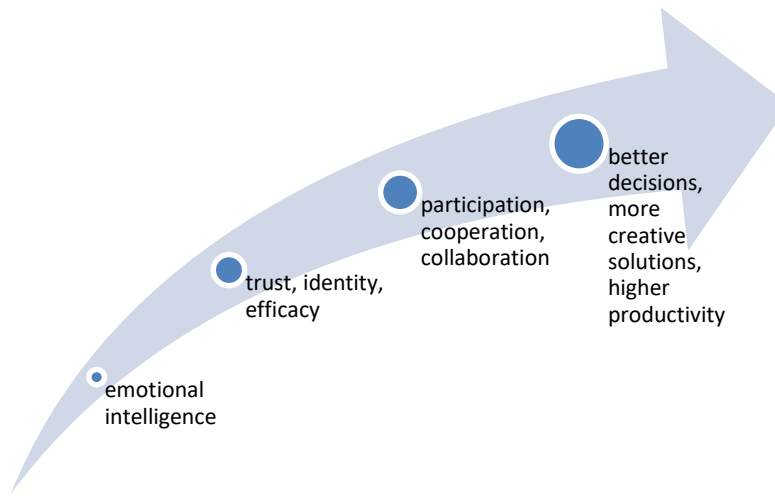 emotional
intelligence
trust, identity,
efficacy
participation,
cooperation,
collaboration
better
decisions,
more
creative
solutions,
higher
productivity